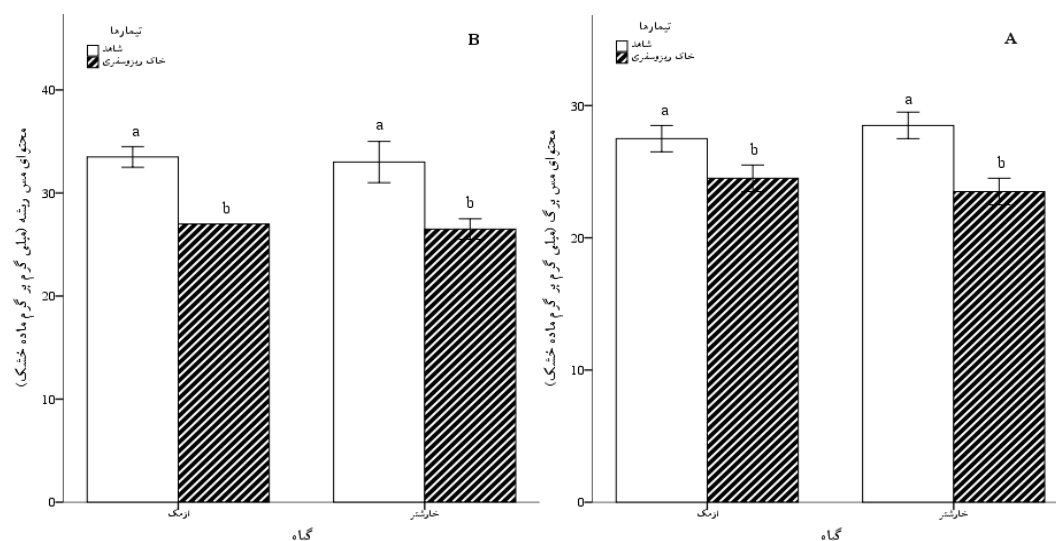 A
تیمارها
شاهد
خاک ریزوسفری
محتوای مس برگ (میلی گرم بر گرم ماده خشک)
30
20
10
0
a
b
a
b
ازمک
خارشتر
گیاه
B
تیمارها
شاهد
خاک ریزوسفری
محتوای مس ریشه (میلی گرم بر گرم ماده خشک)
40
30
20
10
0
a
b
a
b
ازمک
خارشتر
گیاه